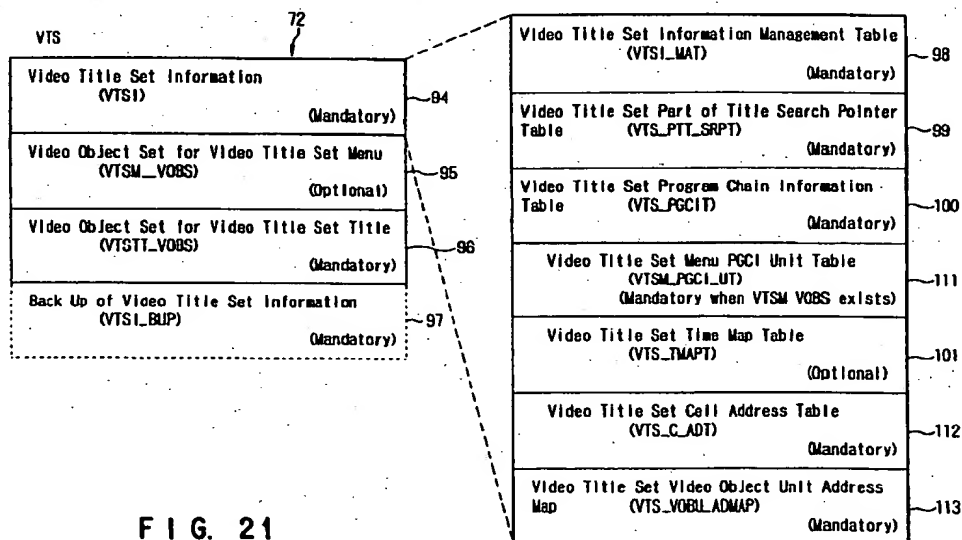 72
VTS
Video Title Set Information
(VTSI)
(Mandatory)
94
Video Object Set for Video Title Set Menu
(VTSM__VOBS)
(Optional)
95
Video Object Set for Video Title Set Title
(VTSTT_VOBS)
(Mandatory)
96
Back Up of Video Title Set Information
(VTSI_BUP)
(Mandatory)
97
Video Title Set Information Management Table
(VTSI_MAT)
(Mandatory)
98
Video Title Set Part of Title Search Pointer
Table (VTS_PTT_SRPT)
(Mandatory)
99
Video Title Set Program Chain Information
Table (VTS_PGCIT)
(Mandatory)
100
Video Title Set Menu PGCI Unit Table
(VTSM_PGCI_UT)
(Mandatory when VTSM VOBS exists)
111
Video Title Set Time Map Table
(VTS_TMAPT)
(Optional)
101
Video Title Set Cell Address Table
(VTS_C_ADT)
(Mandatory)
112
Video Title Set Video Object Unit Address
Map (VTS_VOBU_ADMAP)
(Mandatory)
113
FIG. 21